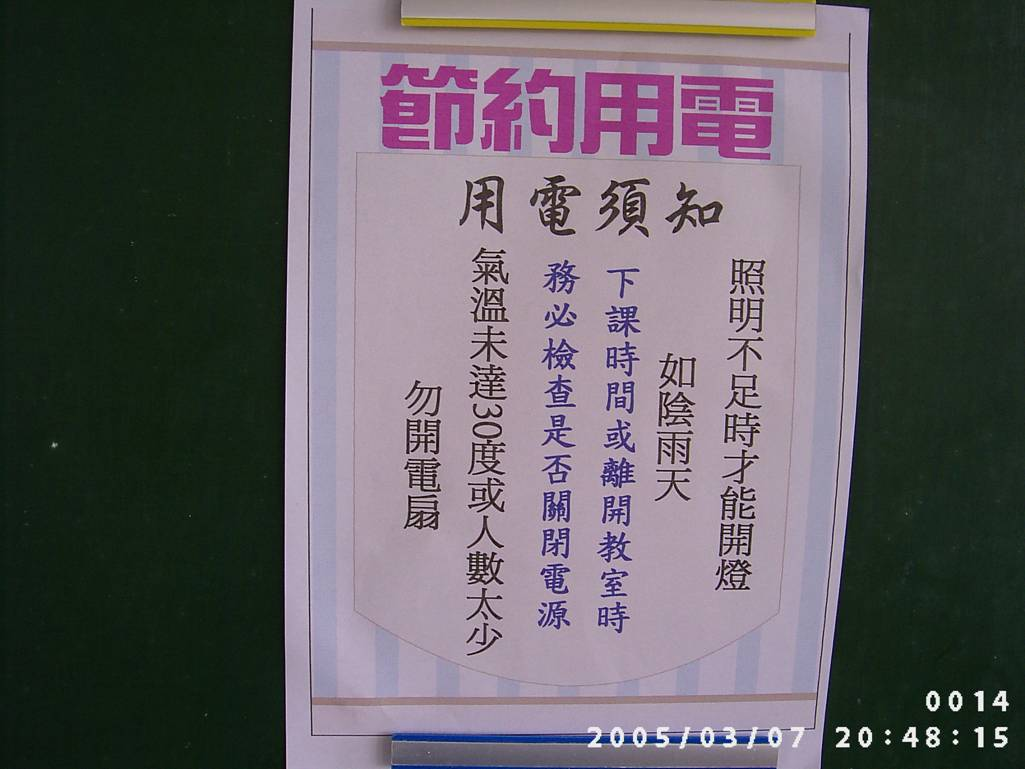 節約用電
用電須知
照明不足時才能開燈
如陰雨天
下課時間或離開教室時
務必檢查是否關閉電源
氣溫未達30度或人數太少
勿開電扇
0014
2005/03/07 20:48:15